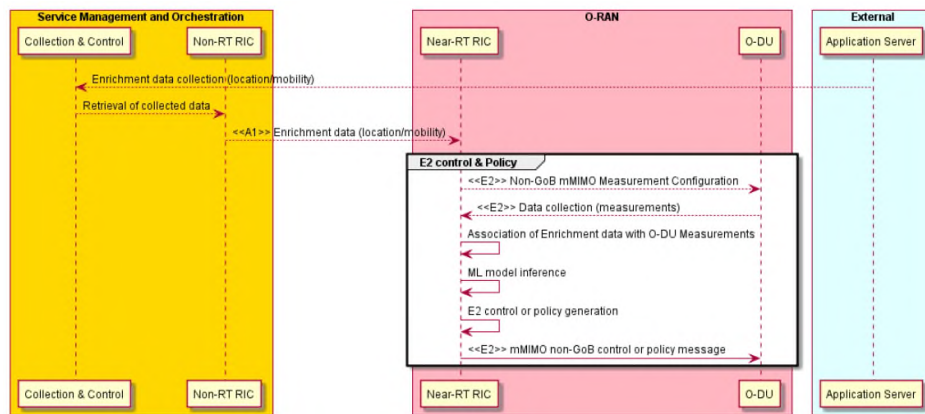 Service Management and Orchestration
O-RAN
External
Collection & Control
Non-RT RIC
Near-RT RIC
O-DU
Application Server
Enrichment data collection (location/mobility)
Retrieval of collected data
<<A1>> Enrichment data (location/mobility)
E2 control & Policy
<<E2>> Non-GoB mMIMO Measurement Configuration
<<E2>> Data collection (measurements)
Association of Enrichment data with O-DU Measurements
ML model inference
E2 control or policy generation
<<E2>> mMIMO non-GoB control or policy message
Collection & Control
Non-RT RIC
Near-RT RIC
O-DU
Application Server